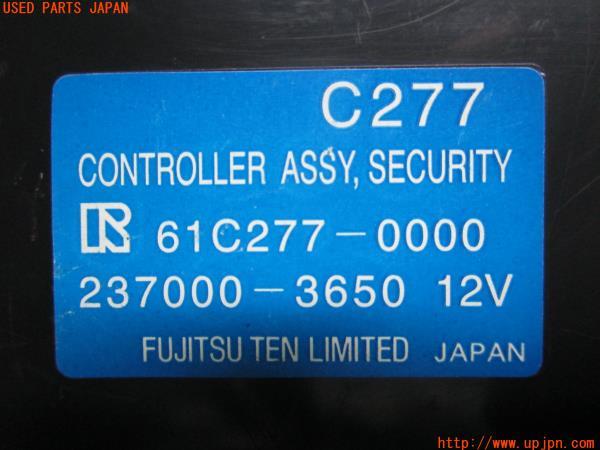 USED PARTS JAPAN
C277
CONTROLLER ASSY, SECURITY
R 61C277-0000
237000-3650 12V
FUJITSU TEN LIMITED JAPAN
http://www.upjpn.com/